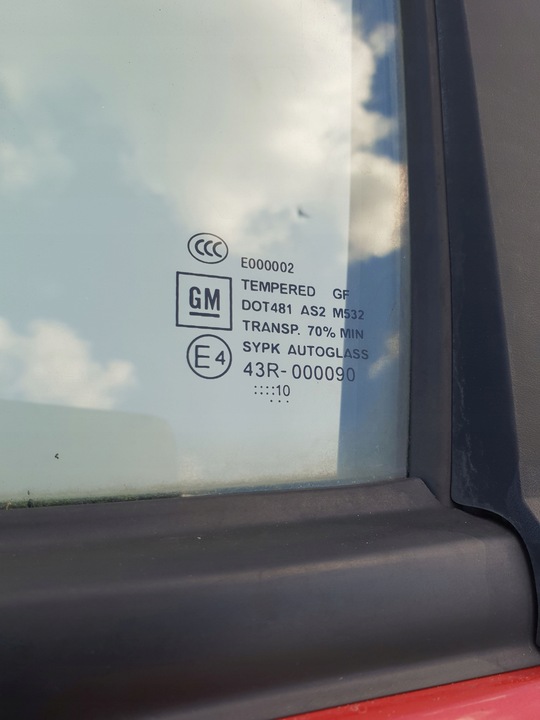 CCC
E000002
GM
TEMPERED GF
DOT481 AS2 M532
TRANSP. 70% MIN
SYPK AUTOGLASS
E4
43R-000090
::::10
...